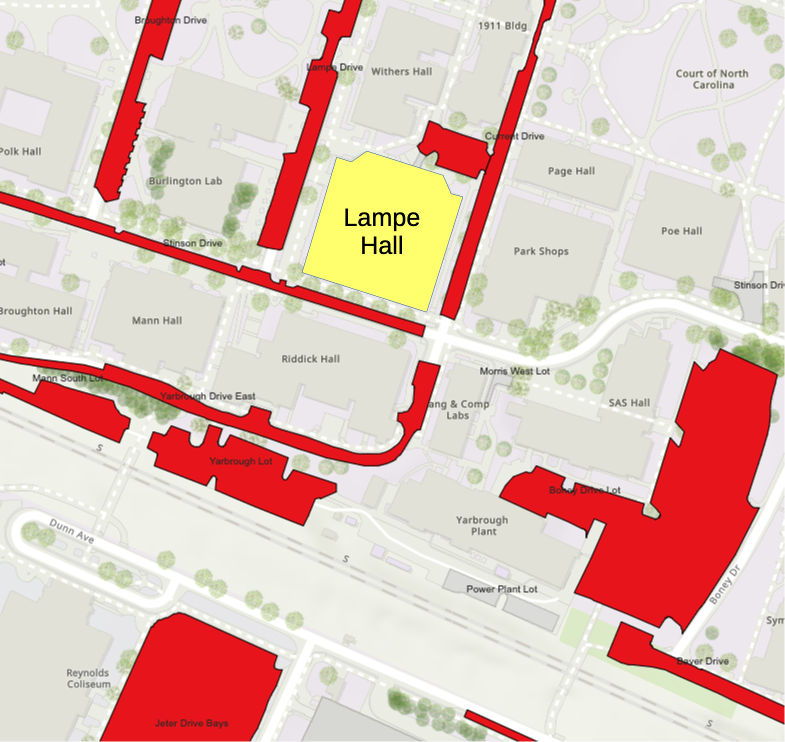 Broughton Drive
1911 Bldg
Lampe Drive
Withers Hall
Court of North
Carolina
Current Drive
Polk Hall
Page Hall
Burlington Lab
Lampe
Hall
Poe Hall
Stinson Drive
Park Shops
ot
Stinson Driv
Broughton Hall
Mann Hall
Riddick Hall
Morris West Lot
Mann South Lot
Yarbrough Drive East
ang & Comp
Labs
SAS Hall
Yarbrough Lot
Boney Drive Lot
S
Yarbrough
Plant
Dunn Ave
S
Power Plant Lot
Boney Dr
Sym
Bayer Drive
Reynolds
Coliseum
Jeter Drive Bays
S